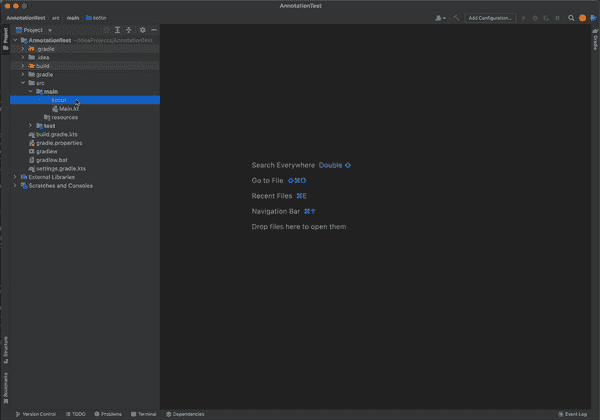 AnnotationTest
AnnotationTest src main kotlin
Add Configuration...
Project
AnnotationTest ~/IdeaProjects/AnnotationTest
.gradle
.idea
build
gradle
src
main
Main.kt
resources
test
build.gradle.kts
gradle.properties
gradlew
gradlew.bat
settings.gradle.kts
External Libraries
Scratches and Consoles
Search Everywhere Double ⇧
Go to File ⇧⌘O
Recent Files ⌘E
Navigation Bar ⌘↑
Drop files here to open them
Project
Structure
Bookmarks
Gradle
Version Control TODO Problems Terminal Dependencies
Event Log